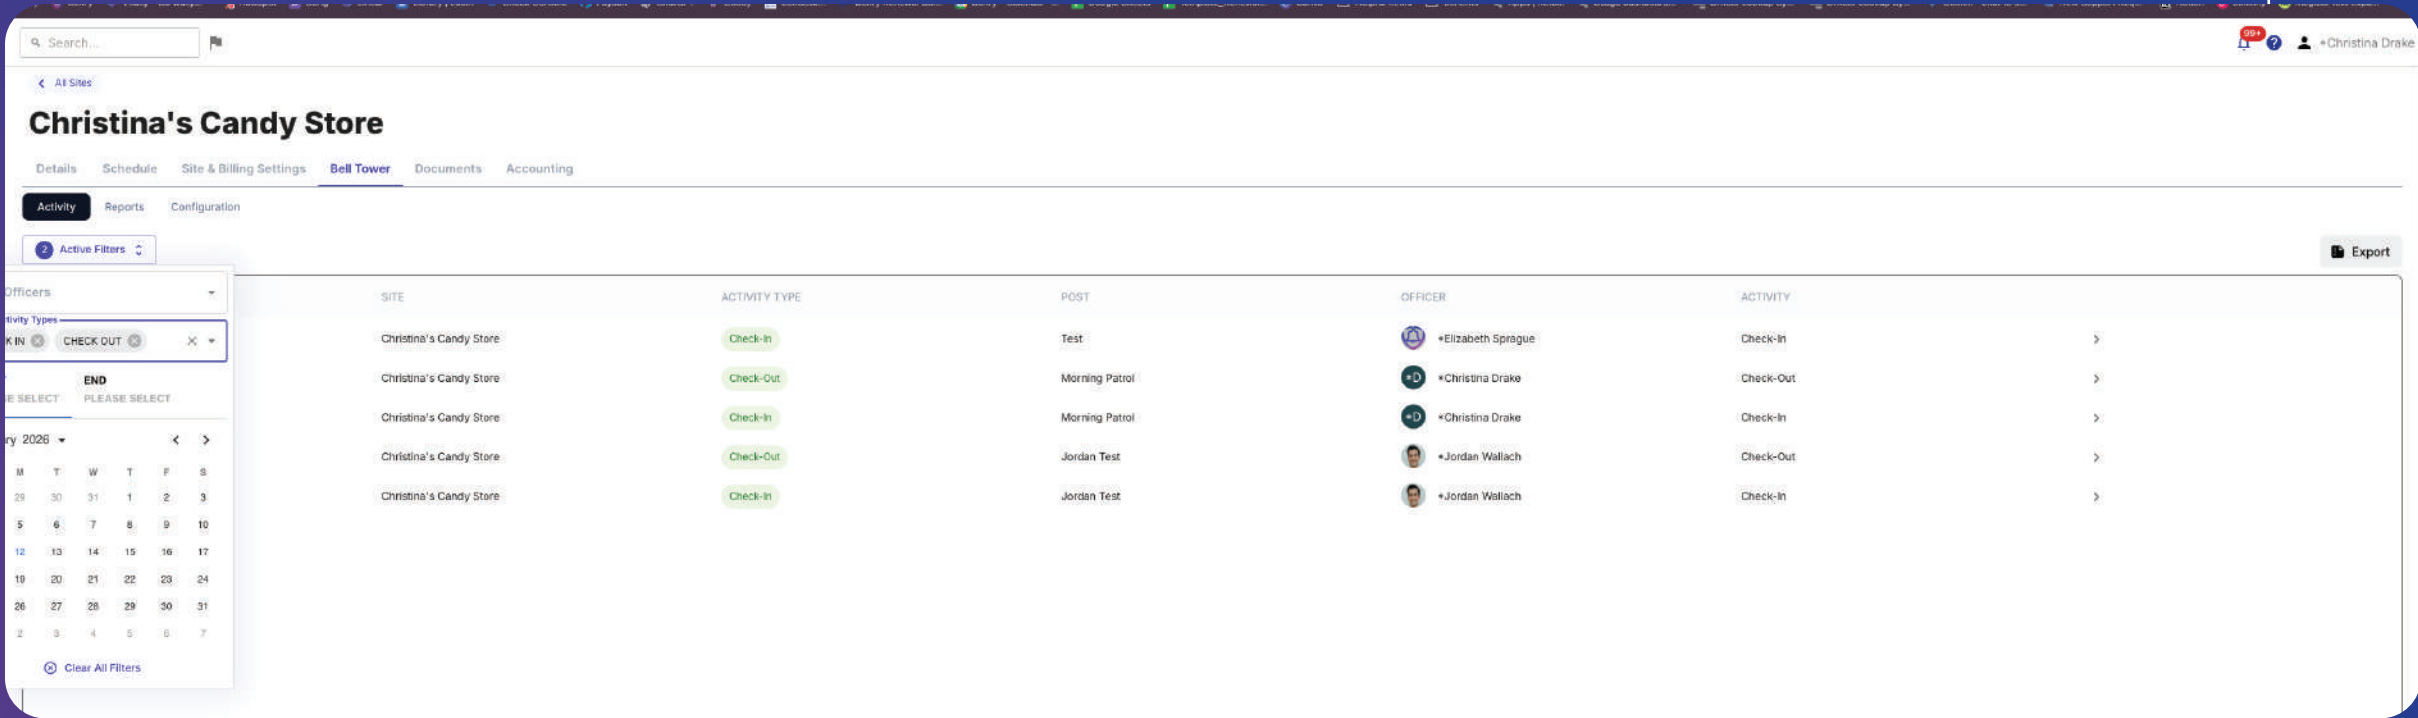 Search...
99+
+Christina Drake
All Sites
Christina's Candy Store
Details Schedule Site & Billing Settings Bell Tower Documents Accounting
Activity Reports Configuration
2 Active Filters
Export
Officers
SITE ACTIVITY TYPE POST OFFICER ACTIVITY
tivity Types
K IN CHECK OUT
Christina's Candy Store Check-In Test +Elizabeth Sprague Check-In
Christina's Candy Store Check-Out Morning Patrol +D +Christina Drake Check-Out
Christina's Candy Store Check-In Morning Patrol +D +Christina Drake Check-In
Christina's Candy Store Check-Out Jordan Test +Jordan Wallach Check-Out
Christina's Candy Store Check-In Jordan Test +Jordan Wallach Check-In
END
SE SELECT PLEASE SELECT
ry 2026
M T W T F S
29 30 31 1 2 3
5 6 7 8 9 10
12 13 14 15 16 17
19 20 21 22 23 24
26 27 28 29 30 31
2 3 4 5 6 7
Clear All Filters